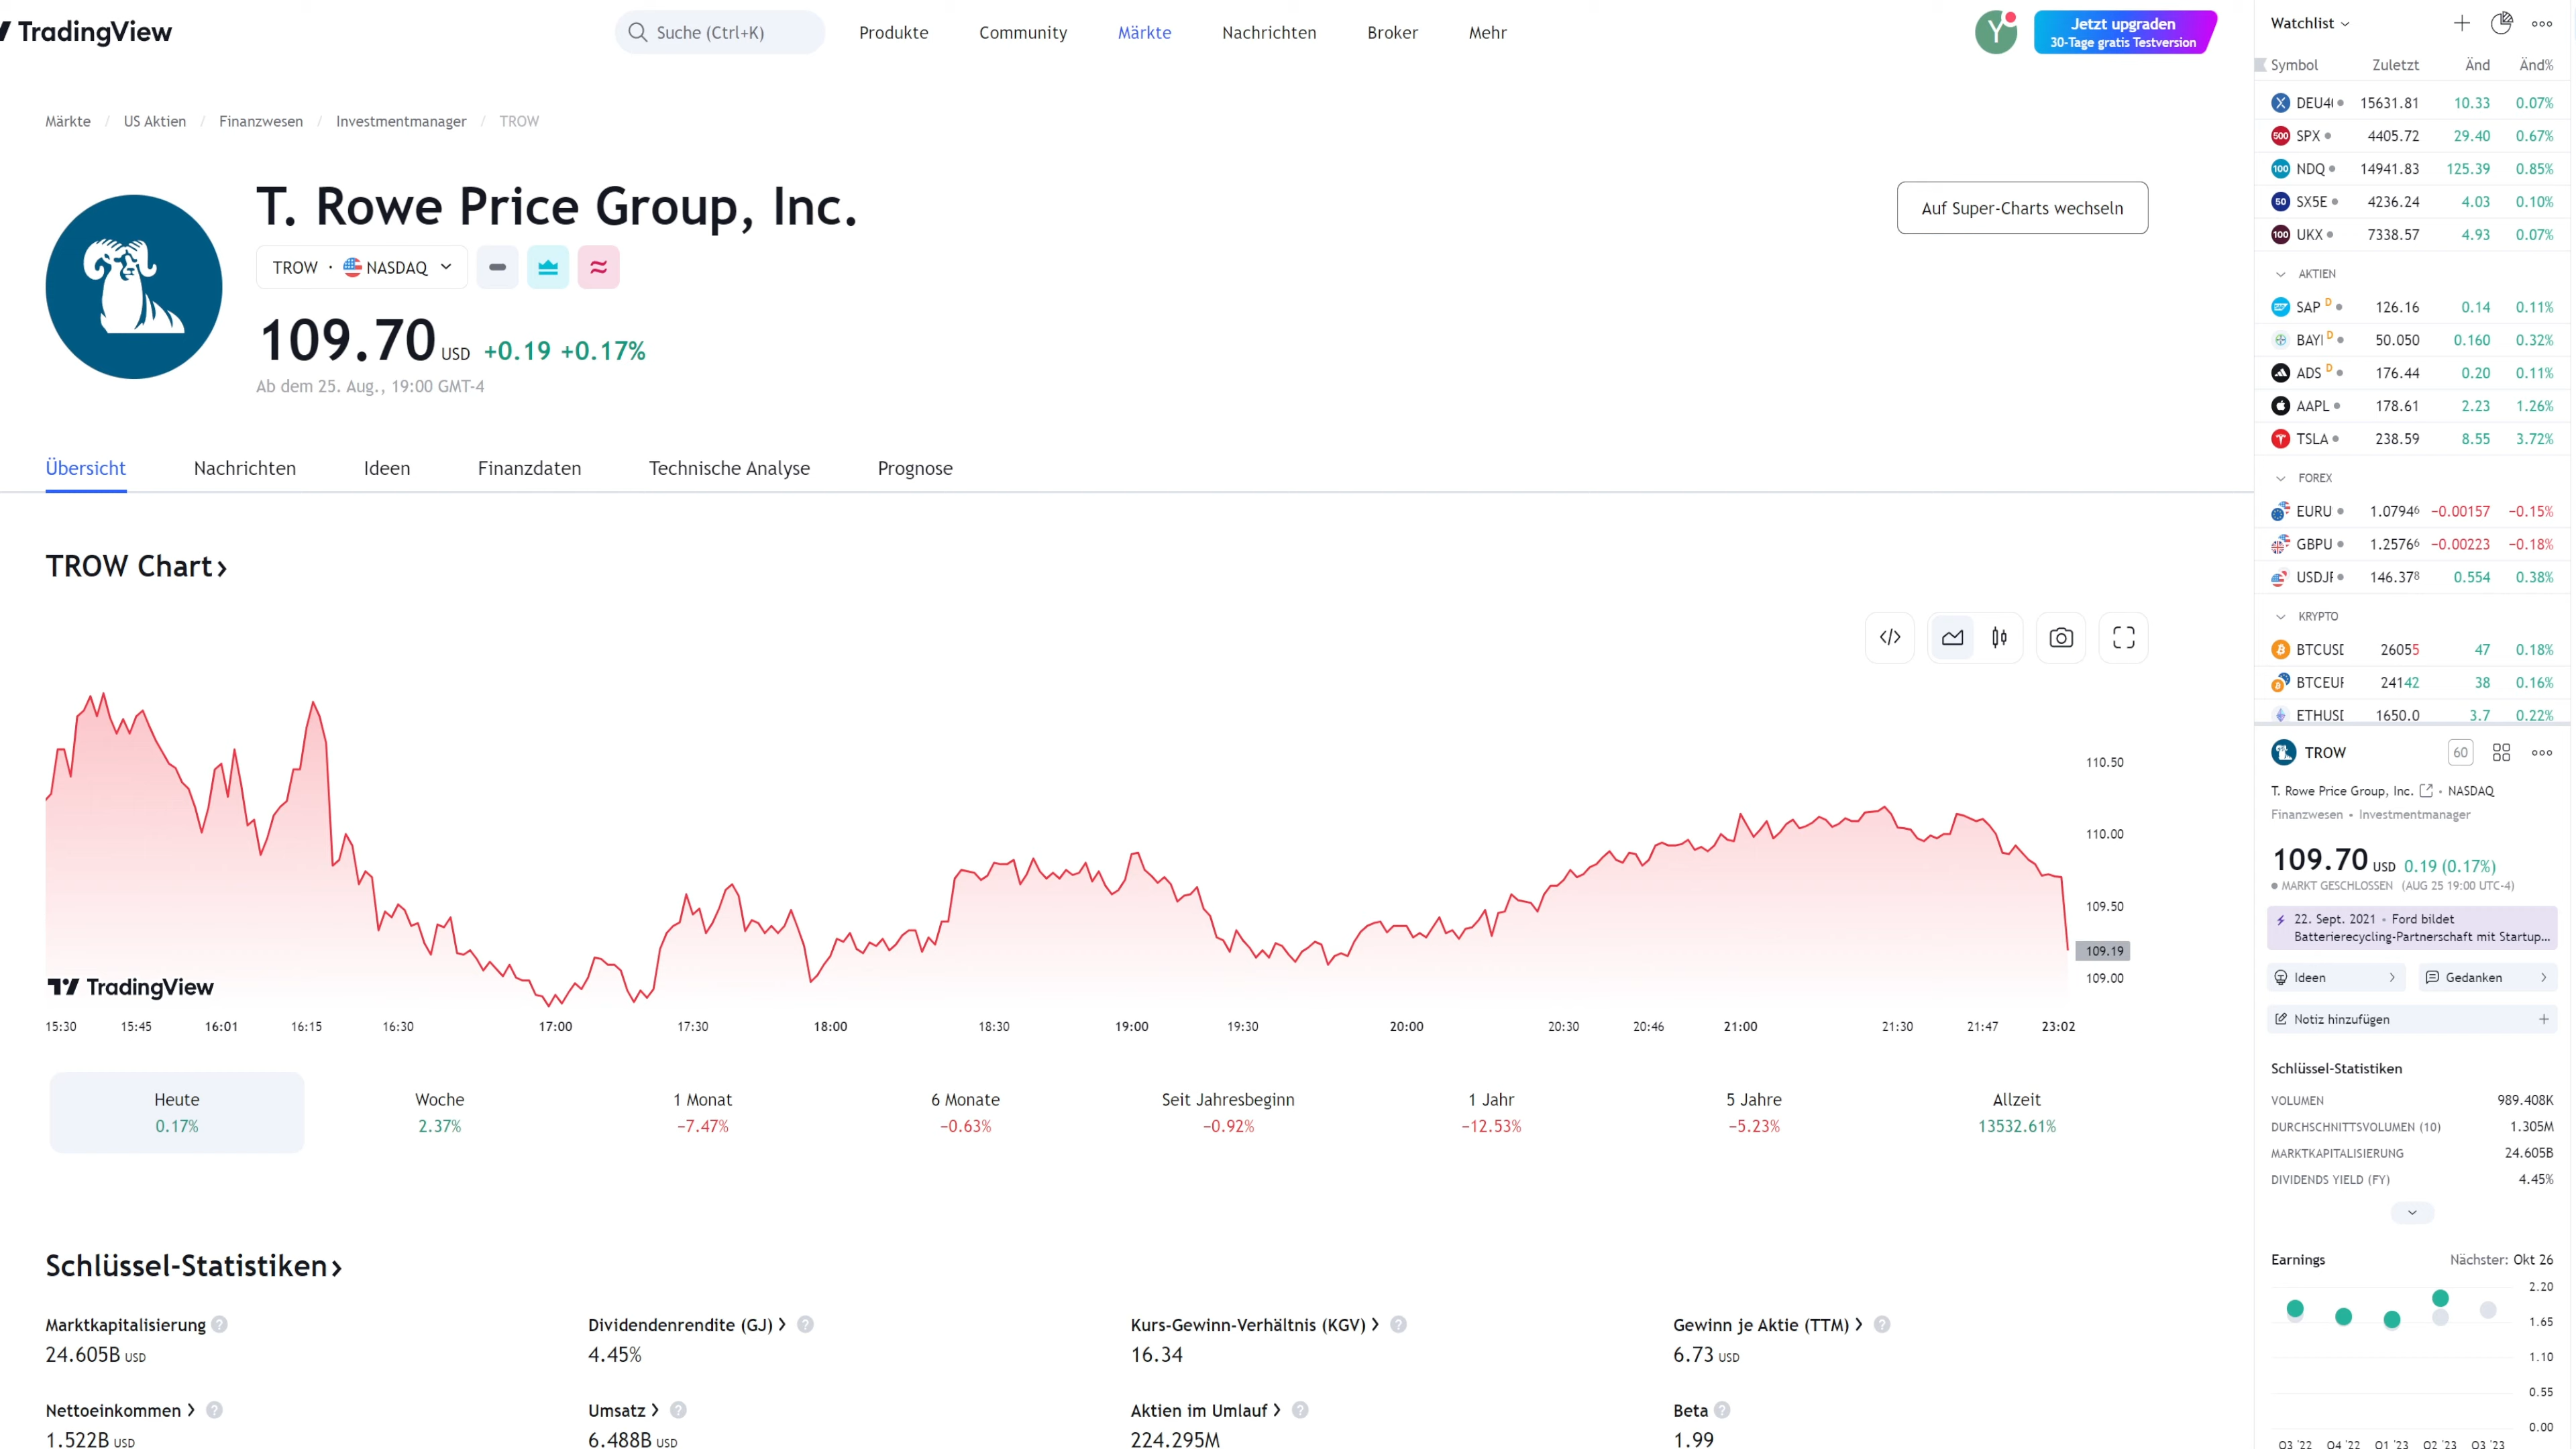 TradingView
Suche (Ctrl+K)
Produkte
Community
Märkte
Nachrichten
Broker
Mehr
Y
Jetzt upgraden
30-Tage gratis Testversion
Märkte / US Aktien / Finanzwesen / Investmentmanager / TROW
T. Rowe Price Group, Inc.
TROW · NASDAQ
109.70 USD +0.19 +0.17%
Ab dem 25. Aug., 19:00 GMT-4
Auf Super-Charts wechseln
Übersicht
Nachrichten
Ideen
Finanzdaten
Technische Analyse
Prognose
TROW Chart
110.50
110.00
109.50
109.19
109.00
TradingView
15:30 15:45 16:01 16:15 16:30 17:00 17:30 18:00 18:30 19:00 19:30 20:00 20:30 20:46 21:00 21:30 21:47 23:02
Heute Woche 1 Monat 6 Monate Seit Jahresbeginn 1 Jahr 5 Jahre Allzeit
0.17% 2.37% −7.47% −0.63% −0.92% −12.53% −5.23% 13532.61%
Schlüssel-Statistiken
Marktkapitalisierung ? Dividendenrendite (GJ) ? Kurs-Gewinn-Verhältnis (KGV) ? Gewinn je Aktie (TTM) ?
24.605B USD 4.45% 16.34 6.73 USD
Nettoeinkommen ? Umsatz ? Aktien im Umlauf ? Beta ?
1.522B USD 6.488B USD 224.295M 1.99
Watchlist
Symbol Zuletzt Änd Änd%
DEU4 15631.81 10.33 0.07%
500 SPX 4405.72 29.40 0.67%
100 NDQ 14941.83 125.39 0.85%
50 SX5E 4236.24 4.03 0.10%
100 UKX 7338.57 4.93 0.07%
AKTIEN
SAP D 126.16 0.14 0.11%
BAY D 50.050 0.160 0.32%
ADS D 176.44 0.20 0.11%
AAPL 178.61 2.23 1.26%
TSLA 238.59 8.55 3.72%
FOREX
EURU 1.07946 −0.00157 −0.15%
GBPU 1.25766 −0.00223 −0.18%
USDJ 146.378 0.554 0.38%
KRYPTO
BTCUSD 26055 47 0.18%
BTCEUR 24142 38 0.16%
ETHUSD 1650.0 3.7 0.22%
TROW 60
T. Rowe Price Group, Inc. · NASDAQ
Finanzwesen • Investmentmanager
109.70 USD 0.19 (0.17%)
MARKT GESCHLOSSEN (AUG 25 19:00 UTC-4)
22. Sept. 2021 • Ford bildet
Batterierecycling-Partnerschaft mit Startup...
Ideen
Gedanken
Notiz hinzufügen
Schlüssel-Statistiken
VOLUMEN 989.408K
DURCHSCHNITTSVOLUMEN (10) 1.305M
MARKTKAPITALISIERUNG 24.605B
DIVIDENDS YIELD (FY) 4.45%
Earnings Nächster: Okt 26
2.20
1.65
1.10
0.55
0.00
Q3 '22 Q4 '22 Q1 '23 Q2 '23 Q3 '23